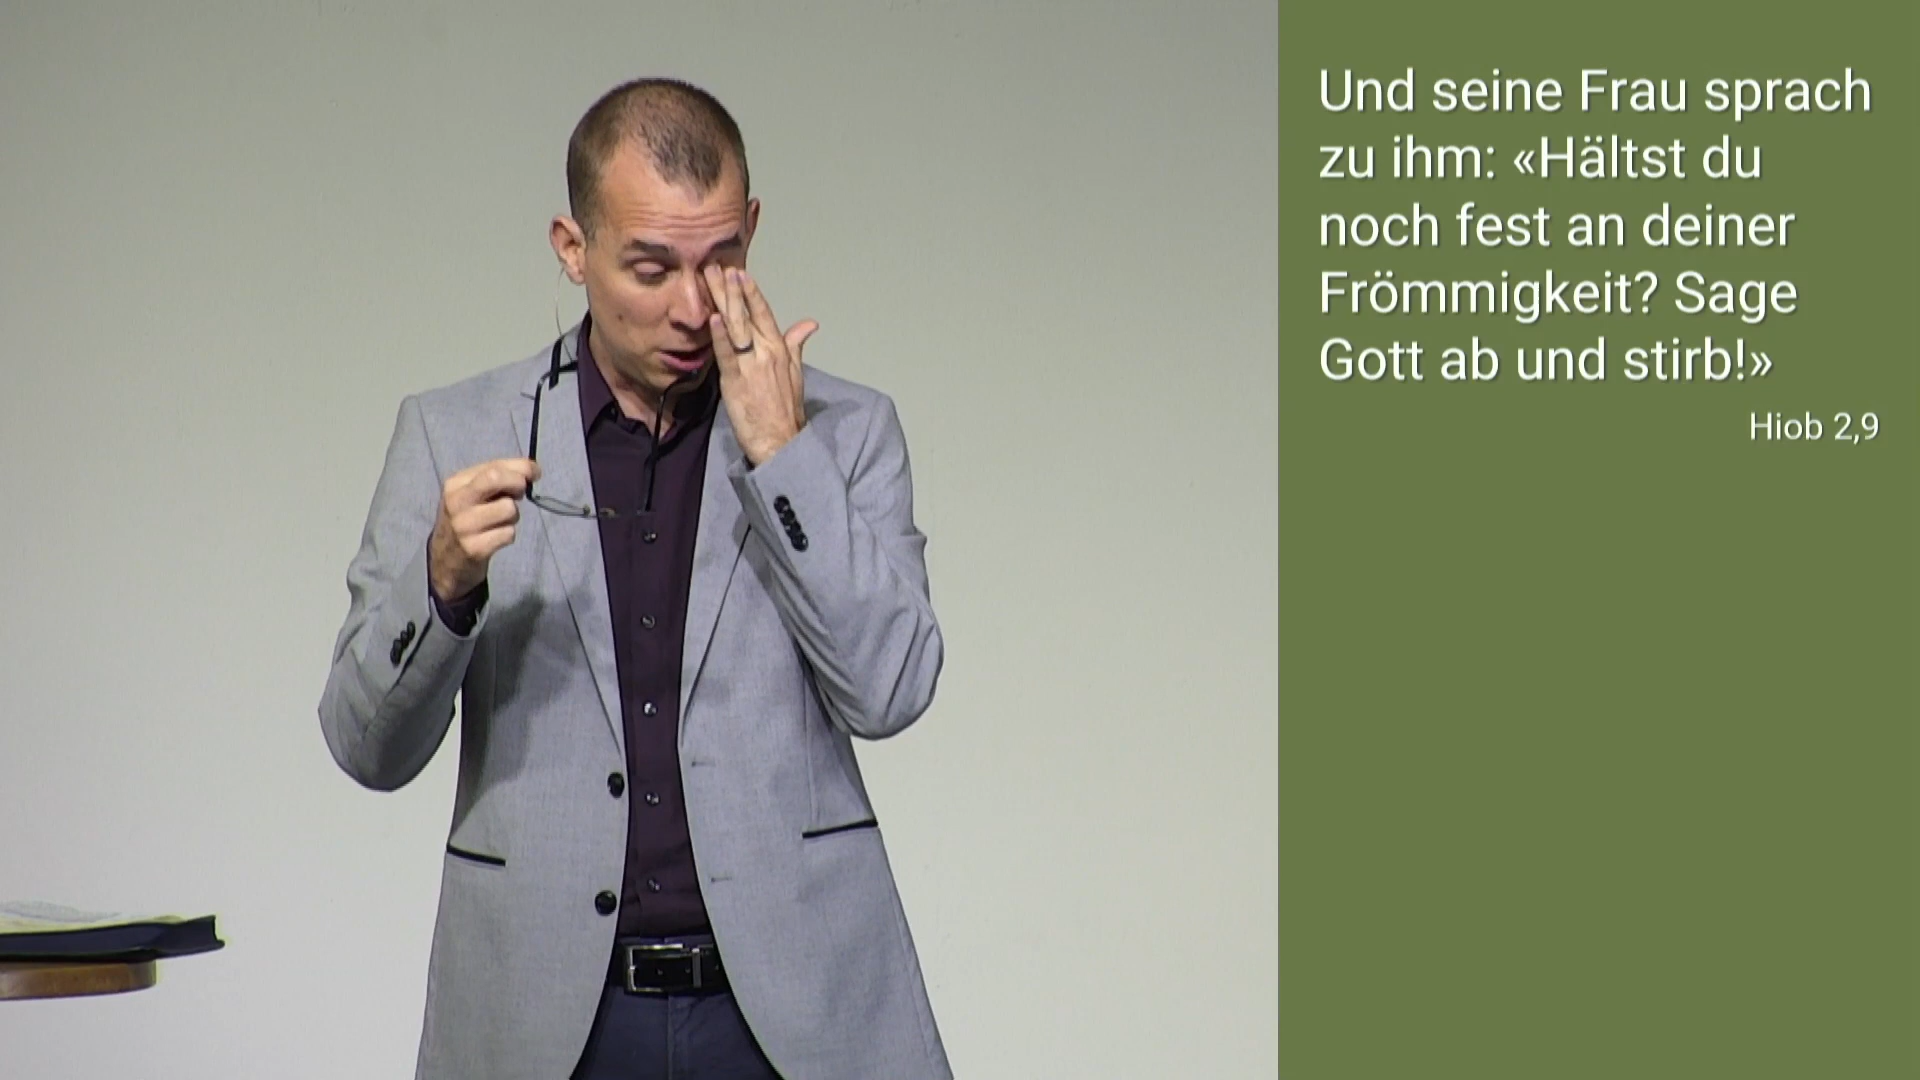 Und seine Frau sprach
zu ihm: «Hältst du
noch fest an deiner
Frömmigkeit? Sage
Gott ab und stirb!»
Hiob 2,9